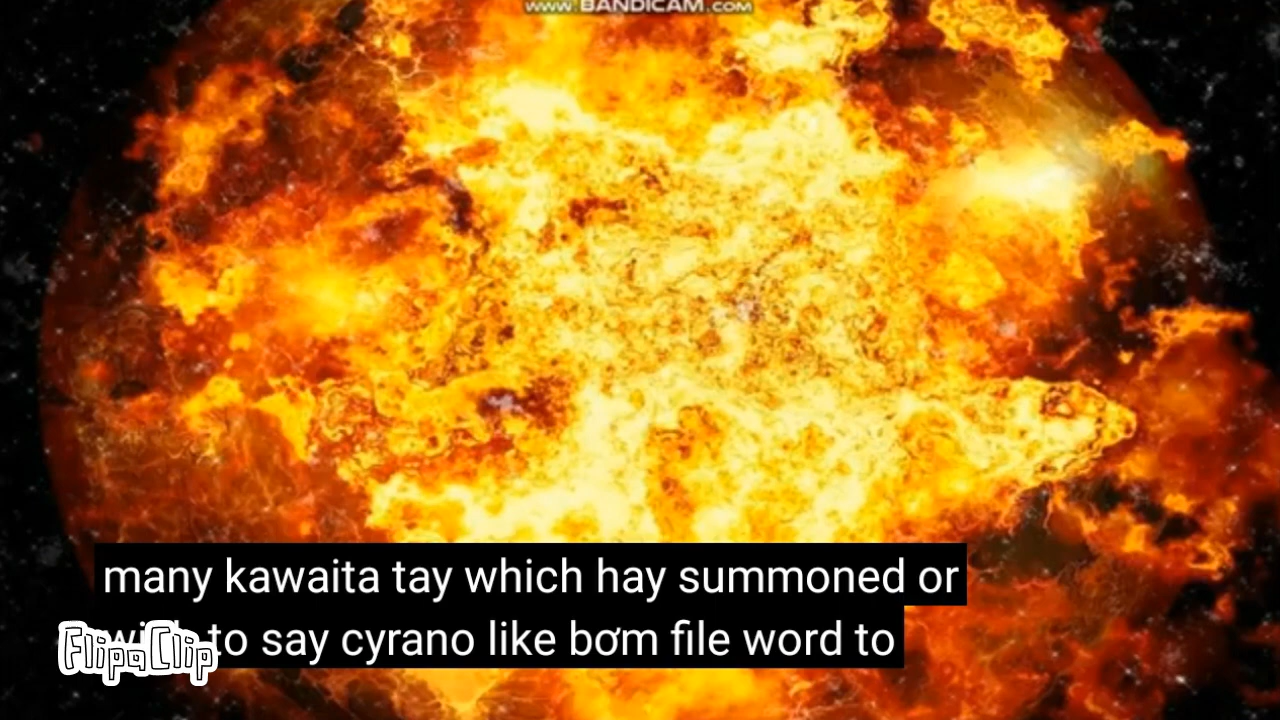 www.BANDICAM.com
many kawaita tay which hay summoned or
to say cyrano like bơm file word to
FlipaClip